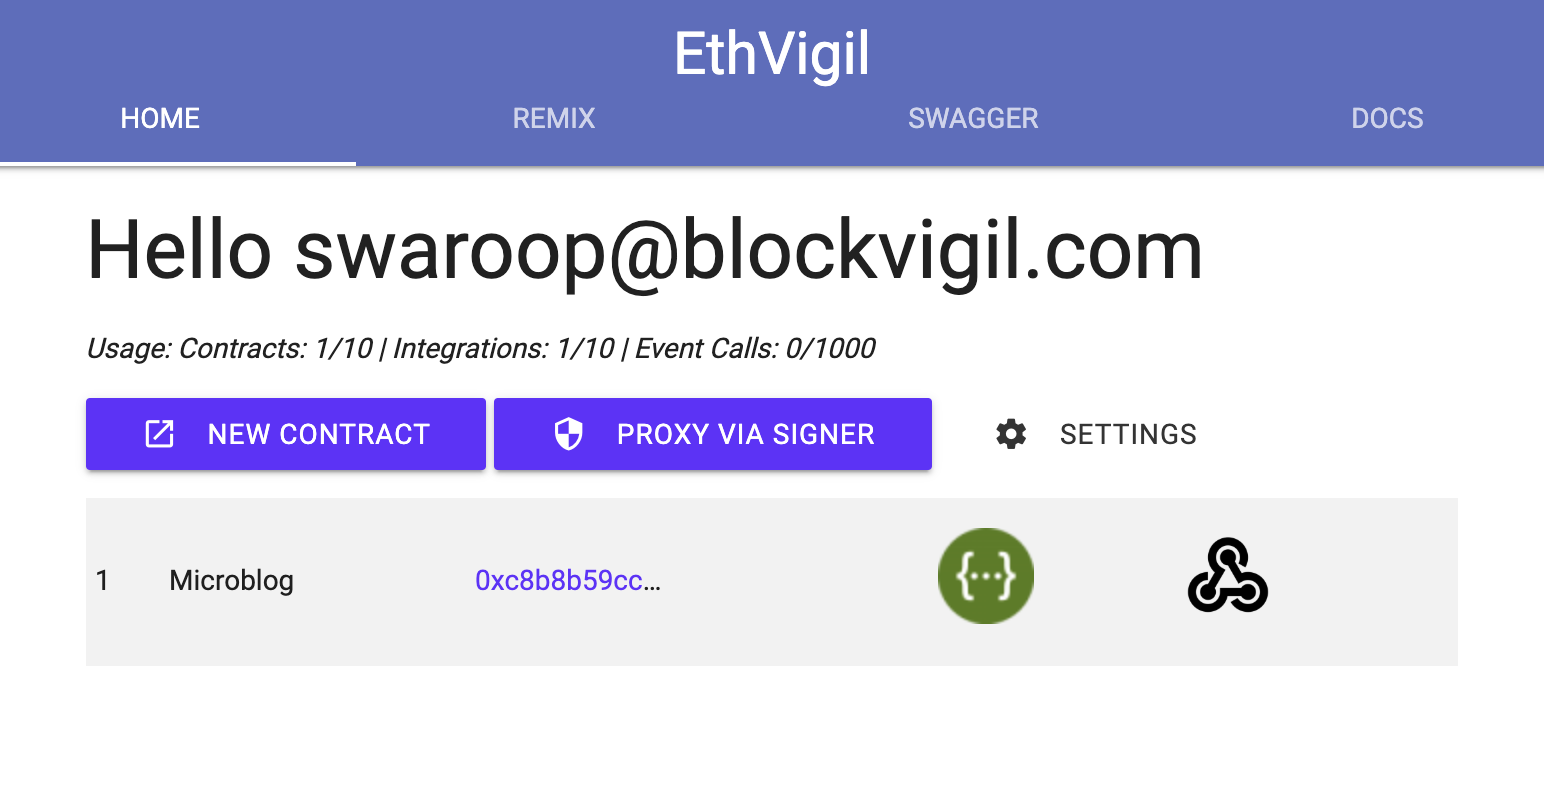 EthVigil
HOME REMIX SWAGGER DOCS
Hello swaroop@blockvigil.com
Usage: Contracts: 1/10 | Integrations: 1/10 | Event Calls: 0/1000
NEW CONTRACT PROXY VIA SIGNER SETTINGS
1 Microblog 0xc8b8b59cc... {...}